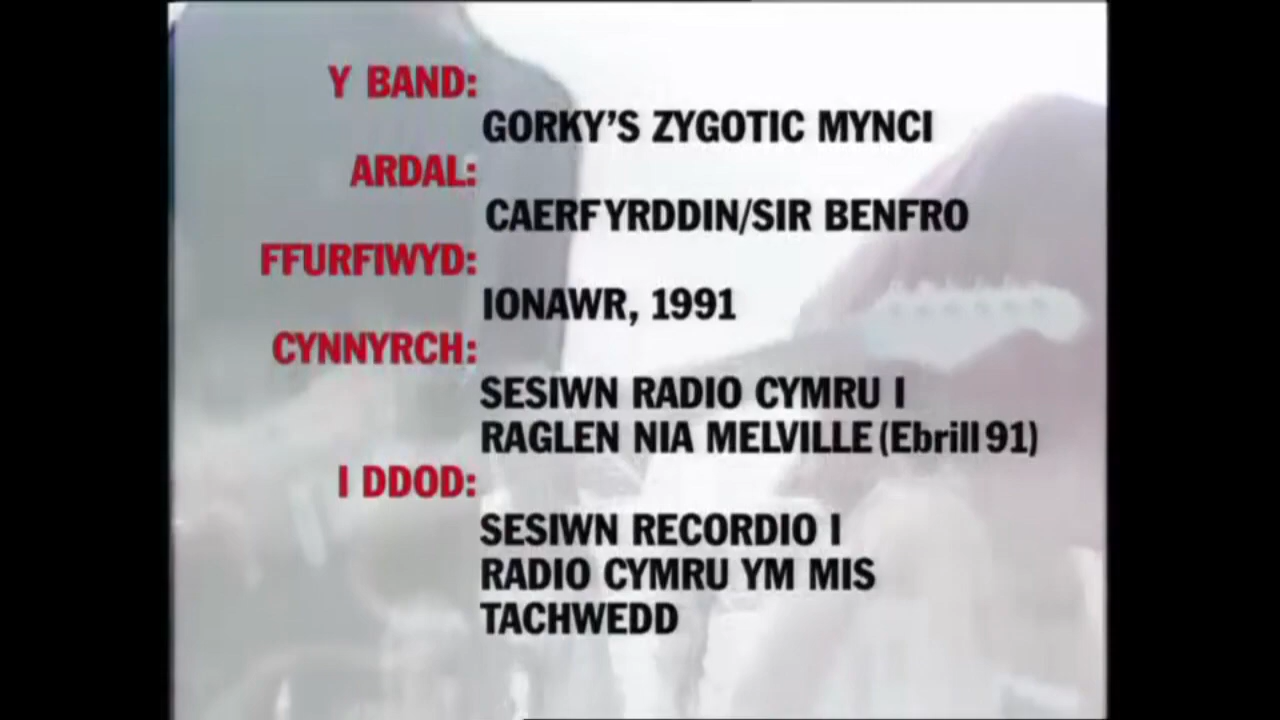 Y BAND:
GORKY'S ZYGOTIC MYNCI
ARDAL:
CAERFYRDDIN/SIR BENFRO
FFURFIWYD:
IONAWR, 1991
CYNNYRCH:
SESIWN RADIO CYMRU I
RAGLEN NIA MELVILLE (Ebrill 91)
I DDOD:
SESIWN RECORDIO I
RADIO CYMRU YM MIS
TACHWEDD